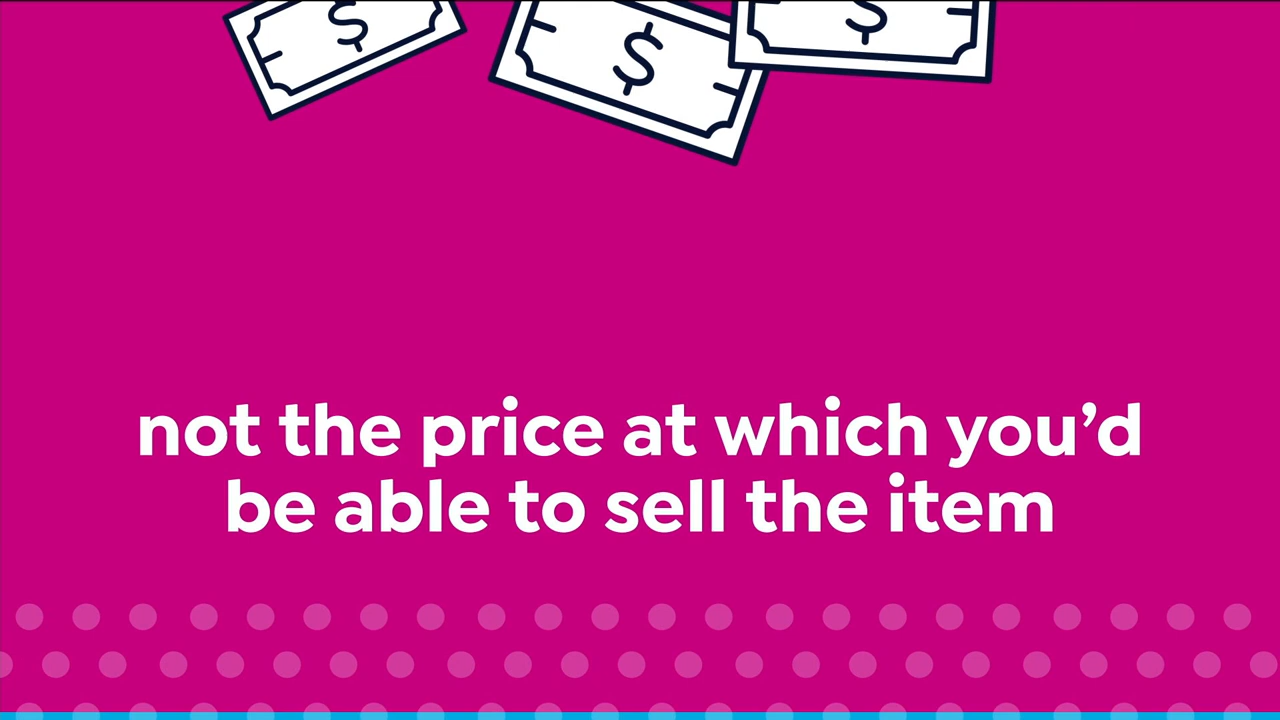 $ $ $
not the price at which you’d
be able to sell the item